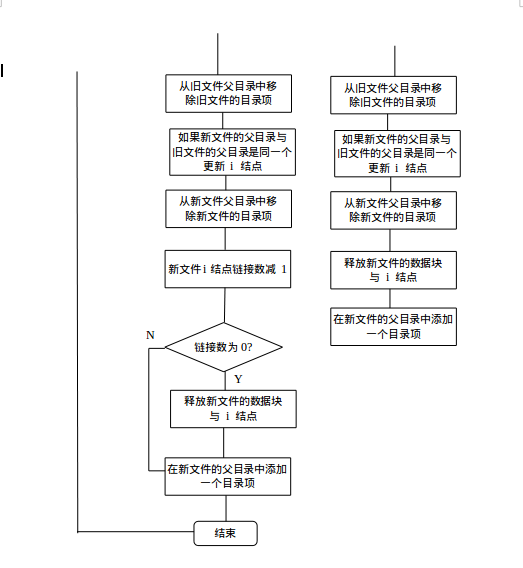 从旧文件父目录中移
除旧文件的目录项
如果新文件的父目录与
旧文件的父目录是同一个
更新 i 结点
从新文件父目录中移
除新文件的目录项
新文件 i 结点链接数减 1
链接数为 0?
N
Y
释放新文件的数据块
与 i 结点
在新文件的父目录中添加
一个目录项
结束
从旧文件父目录中移
除旧文件的目录项
如果新文件的父目录与
旧文件的父目录是同一个
更新 i 结点
从新文件父目录中移
除新文件的目录项
释放新文件的数据块
与 i 结点
在新文件的父目录中添加
一个目录项